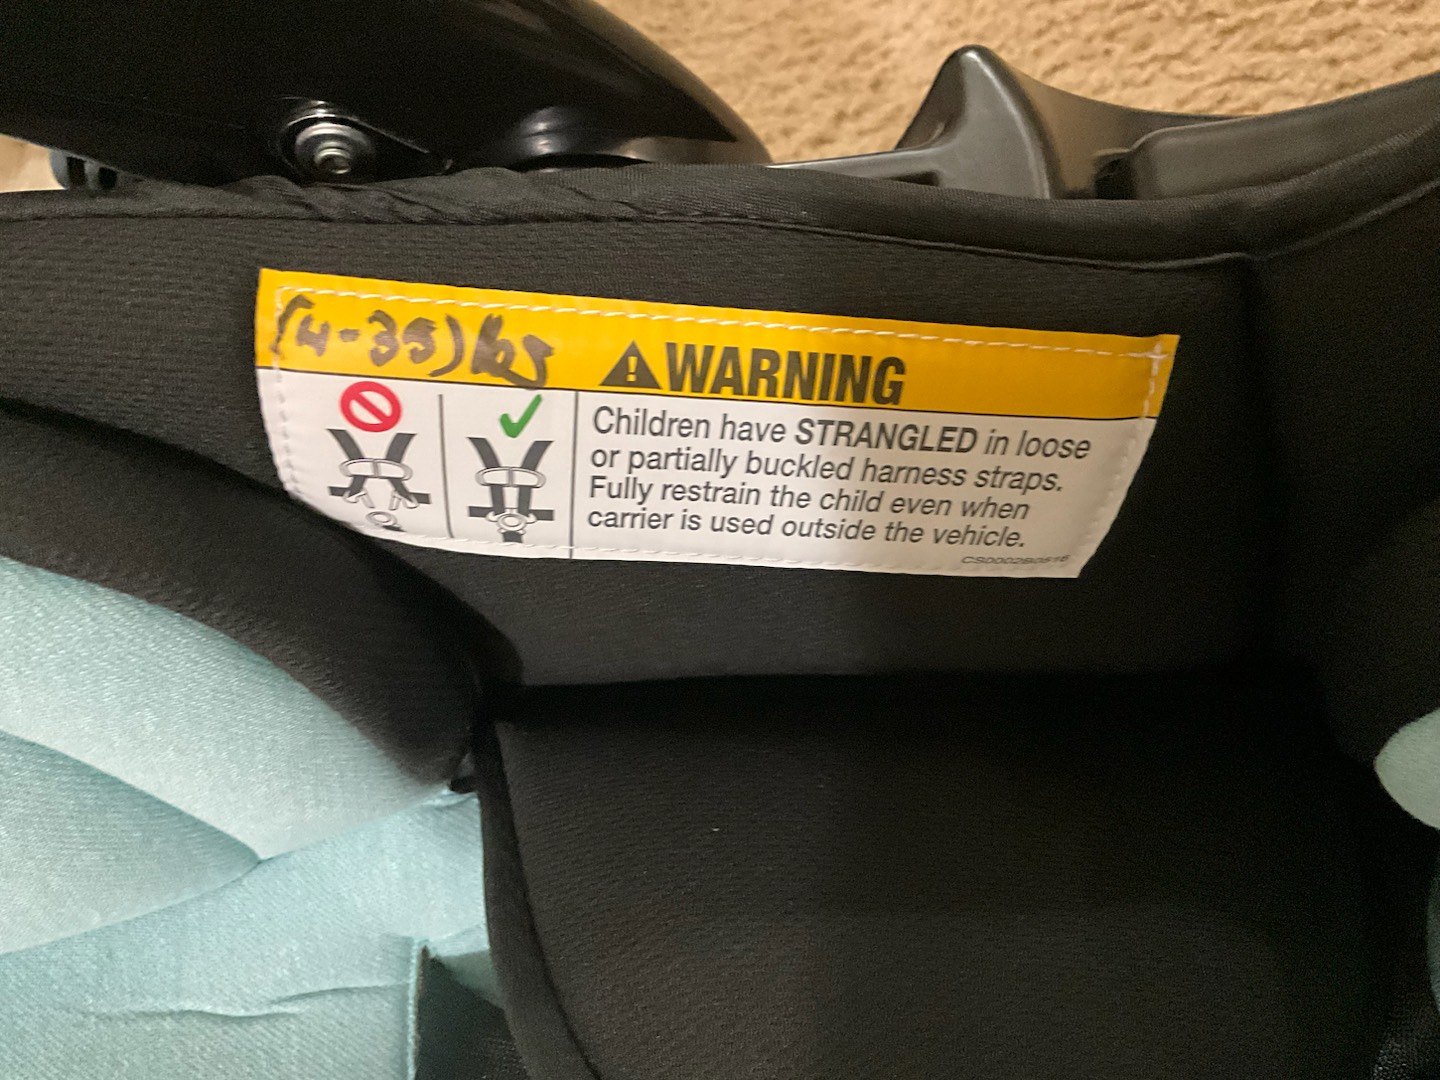 (4-35) lbs
WARNING
Children have STRANGLED in loose
or partially buckled harness straps.
Fully restrain the child even when
carrier is used outside the vehicle.